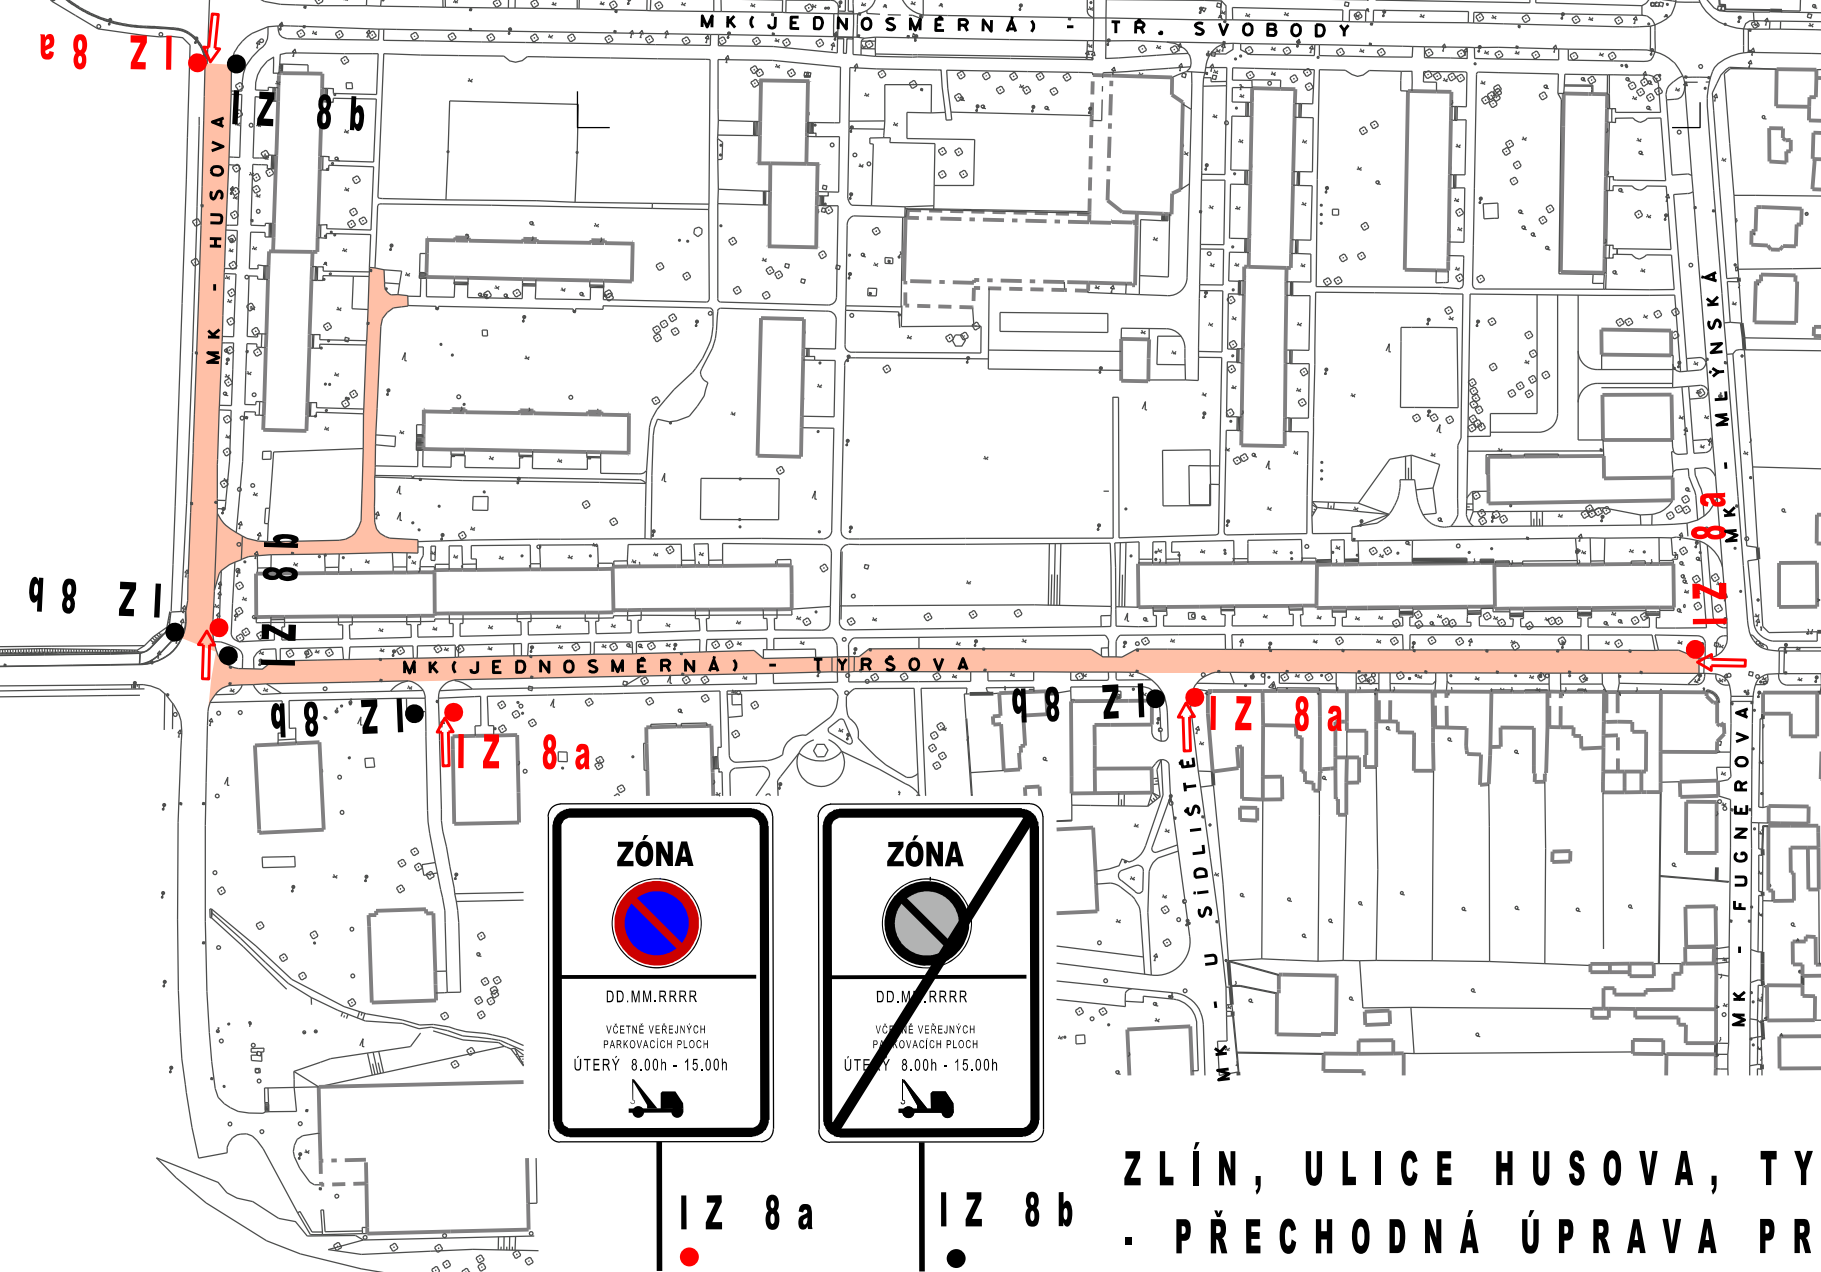 MK(JEDNOSMĚRNÁ) - TŘ. SVOBODY
IZ 8a
IZ 8b
MK - HUSOVA
MK - MLÝNSKÁ
IZ 8a
IZ 8b
IZ 8b
MK(JEDNOSMĚRNÁ) - TYRŠOVA
IZ 8b
IZ 8a
IZ 8b
IZ 8a
MK - U SÍDLIŠTĚ
MK - FUGNEROVA
ZÓNA
DD.MM.RRRR
VČETNĚ VEŘEJNÝCH
PARKOVACÍCH PLOCH
ÚTERÝ 8.00h - 15.00h
IZ 8a
ZÓNA
DD.MM.RRRR
VČETNĚ VEŘEJNÝCH
PARKOVACÍCH PLOCH
ÚTERÝ 8.00h - 15.00h
IZ 8b
ZLÍN, ULICE HUSOVA, TY
- PŘECHODNÁ ÚPRAVA PR